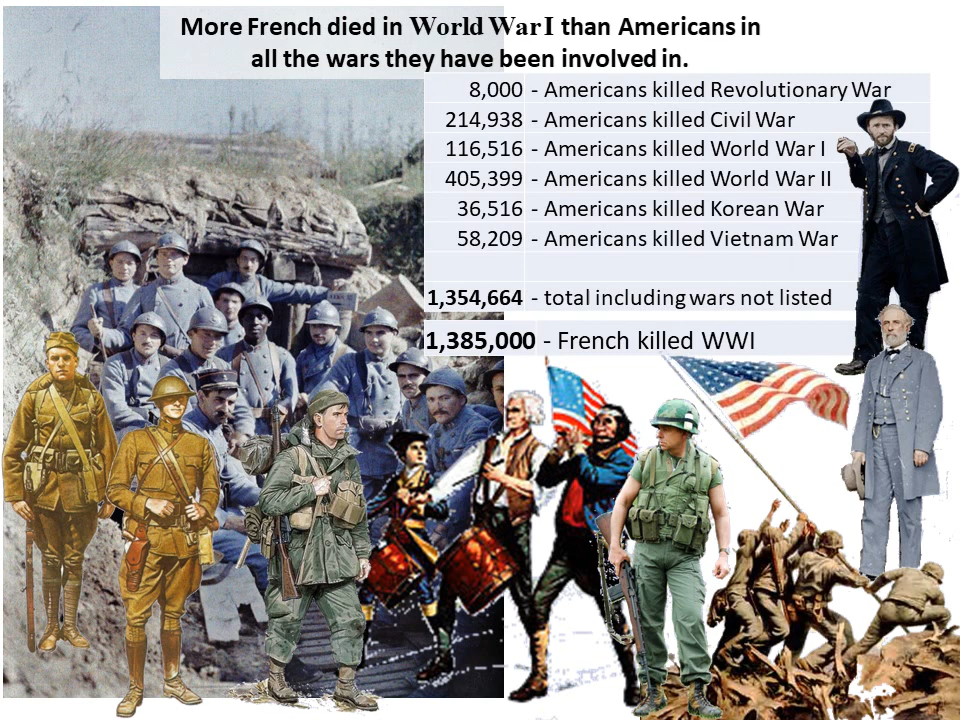 More French died in World War I than Americans in
all the wars they have been involved in.
8,000 - Americans killed Revolutionary War
214,938 - Americans killed Civil War
116,516 - Americans killed World War I
405,399 - Americans killed World War II
36,516 - Americans killed Korean War
58,209 - Americans killed Vietnam War
1,354,664 - total including wars not listed
1,385,000 - French killed WWI